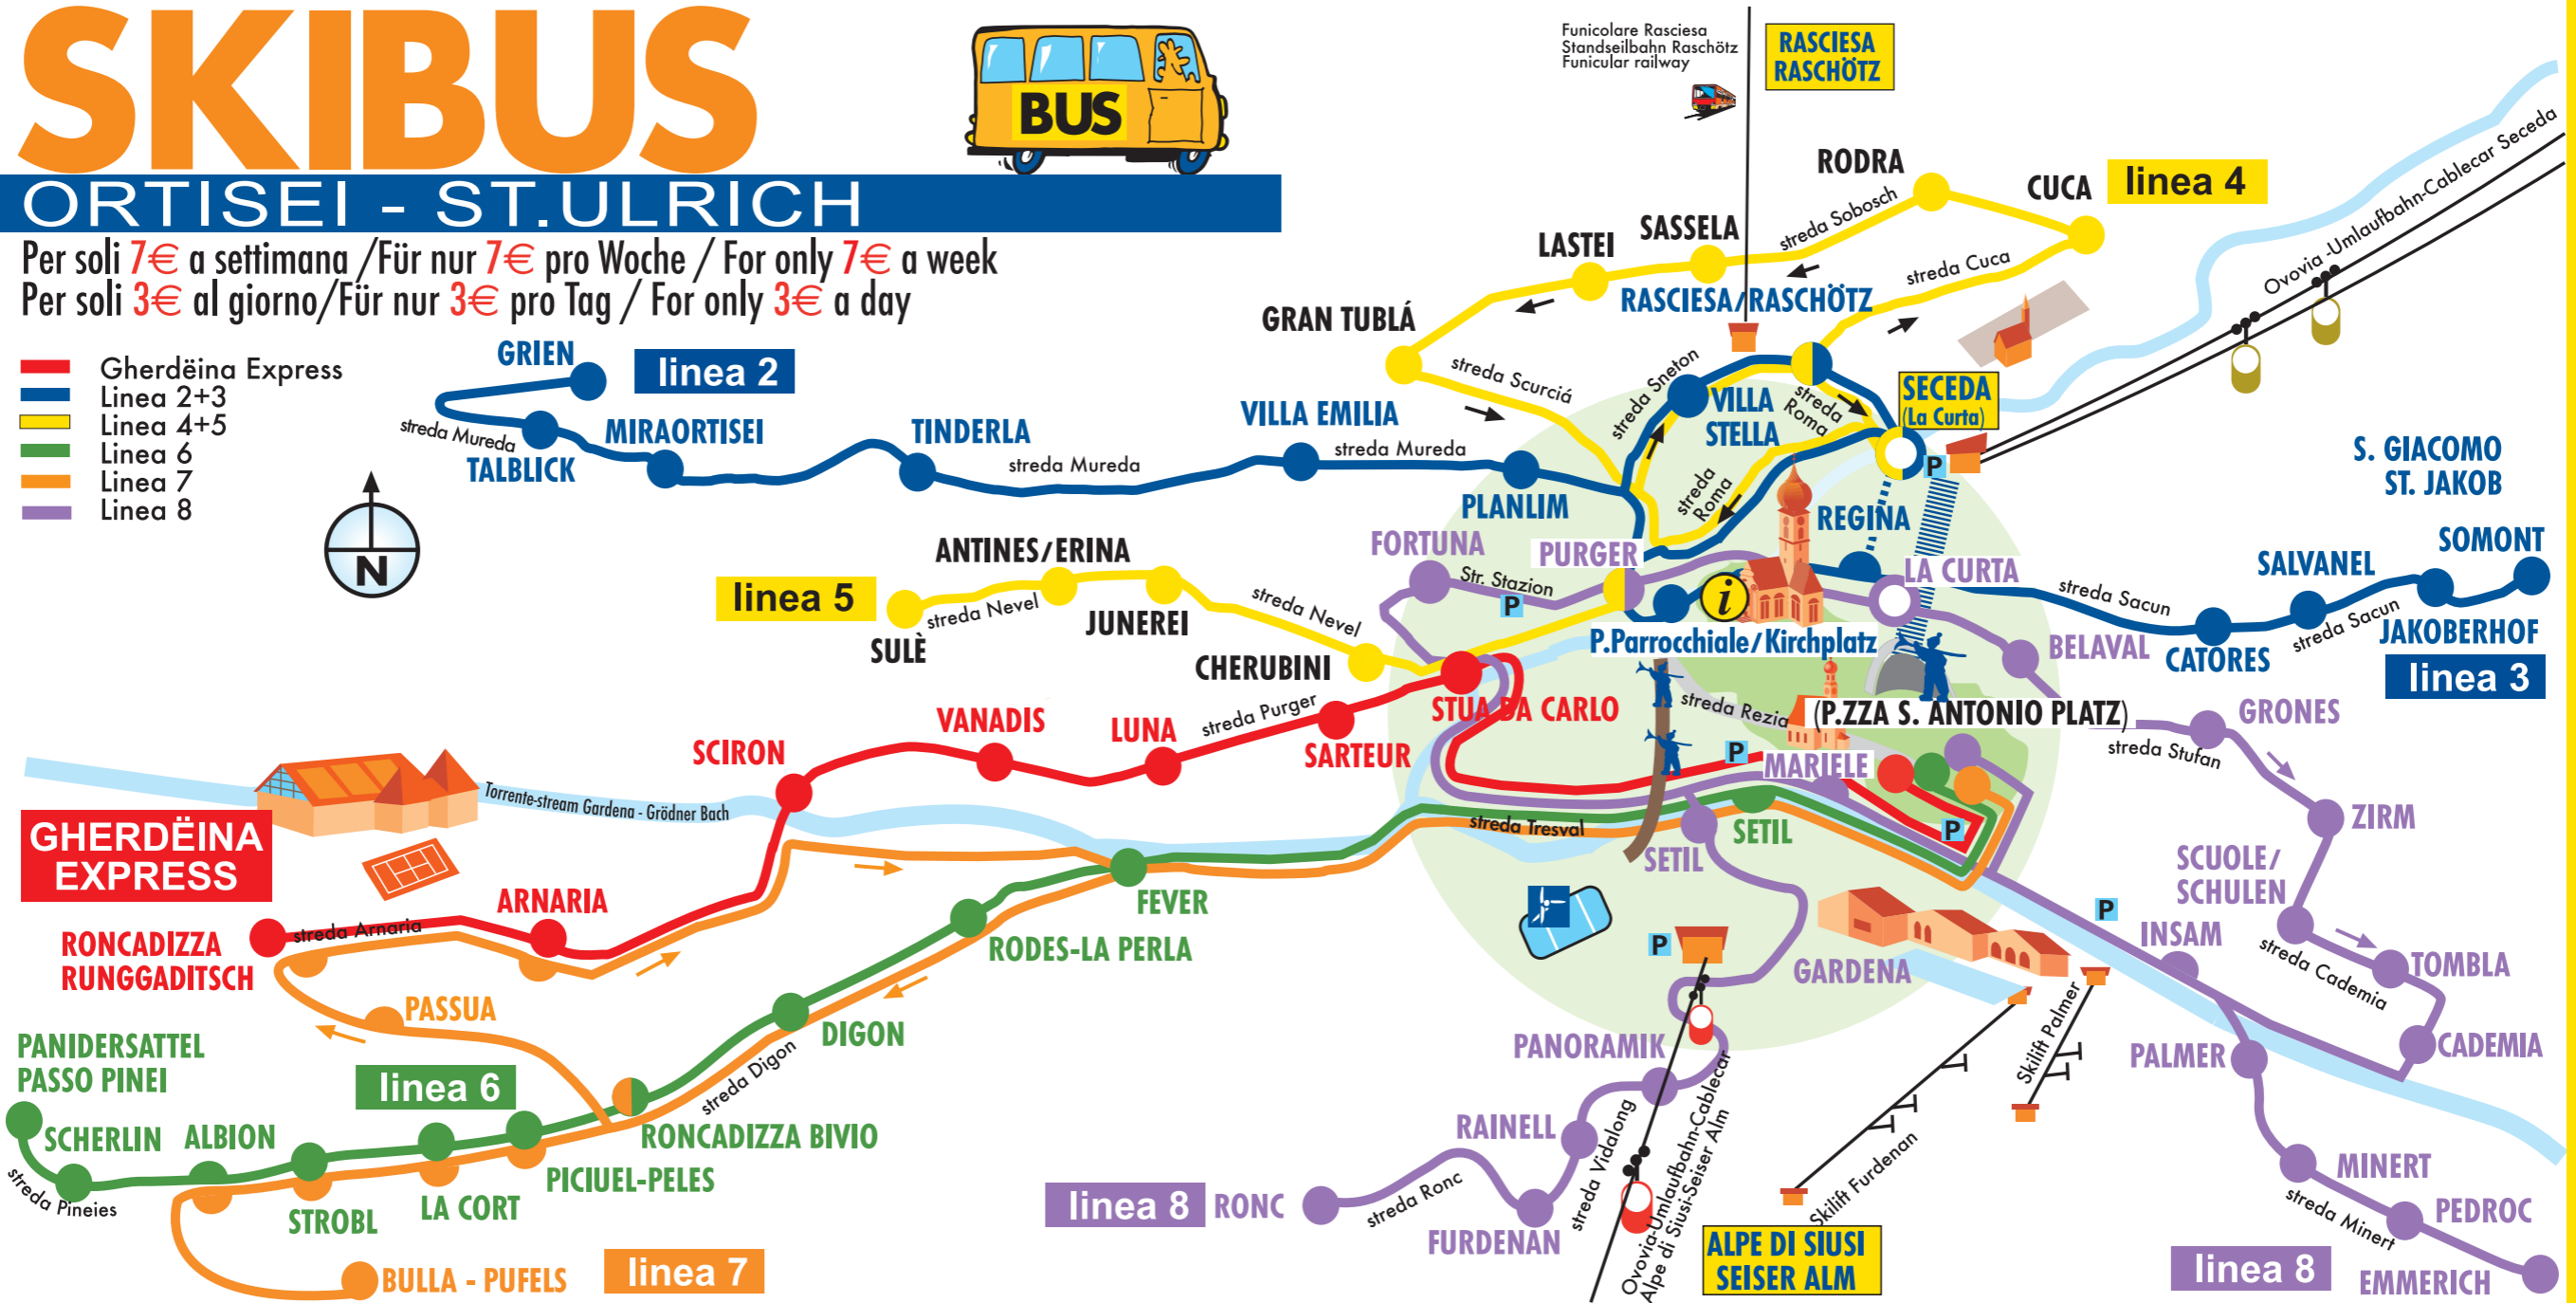 SKIBUS
BUS
ORTISEI - ST.ULRICH
Per soli 7€ a settimana /Für nur 7€ pro Woche / For only 7€ a week
Per soli 3€ al giorno/Für nur 3€ pro Tag / For only 3€ a day
Gherdëina Express
Linea 2+3
Linea 4+5
Linea 6
Linea 7
Linea 8
N
Funicolare Rasciesa
Standseilbahn Raschötz
Funicular railway
RASCIESA
RASCHÖTZ
RODRA
CUCA
linea 4
streda Sobosch
SASSELA
LASTEI
streda Cuca
RASCIESA/RASCHÖTZ
GRAN TUBLÁ
streda Scurciá
Ovovia -Umlaufbahn-Cablecar Seceda
GRIEN
linea 2
streda Mureda
TALBLICK
MIRAORTISEI
TINDERLA
streda Mureda
VILLA EMILIA
streda Mureda
PLANLIM
streda Sneton
VILLA
STELLA
streda
Roma
streda
Roma
SECEDA
(La Curta)
P
REGINA
S. GIACOMO
ST. JAKOB
SOMONT
SALVANEL
streda Sacun
streda Sacun
JAKOBERHOF
CATORES
linea 3
linea 5
SULÈ
streda Nevel
ANTINES/ERINA
JUNEREI
streda Nevel
CHERUBINI
FORTUNA
Str. Stazion
P
PURGER
i
P.Parrocchiale/Kirchplatz
LA CURTA
BELAVAL
STUA DA CARLO
streda Rezia
(P.ZZA S. ANTONIO PLATZ)
streda Stufan
GRONES
P
MARIELE
P
SCIRON
VANADIS
LUNA
streda Purger
SARTEUR
Torrente-stream Gardena - Grödner Bach
GHERDËINA
EXPRESS
RONCADIZZA
RUNGGADITSCH
streda Arnaria
ARNARIA
streda Tresval
SETIL
SETIL
FEVER
RODES-LA PERLA
DIGON
streda Digon
PASSUA
PANIDERSATTEL
PASSO PINEI
linea 6
SCHERLIN
ALBION
streda Pineies
STROBL
LA CORT
PICIUEL-PELES
RONCADIZZA BIVIO
BULLA - PUFELS
linea 7
P
GARDENA
PANORAMIK
RAINELL
linea 8
RONC
streda Ronc
FURDENAN
streda Vidalong
Ovovia-Umlaufbahn-Cablecar
Alpe di Siusi-Seiser Alm
ALPE DI SIUSI
SEISER ALM
Skilift Furdenan
Skilift Palmer
P
INSAM
ZIRM
SCUOLE/
SCHULEN
streda Cademia
TOMBLA
CADEMIA
PALMER
MINERT
streda Minert
PEDROC
EMMERICH
linea 8